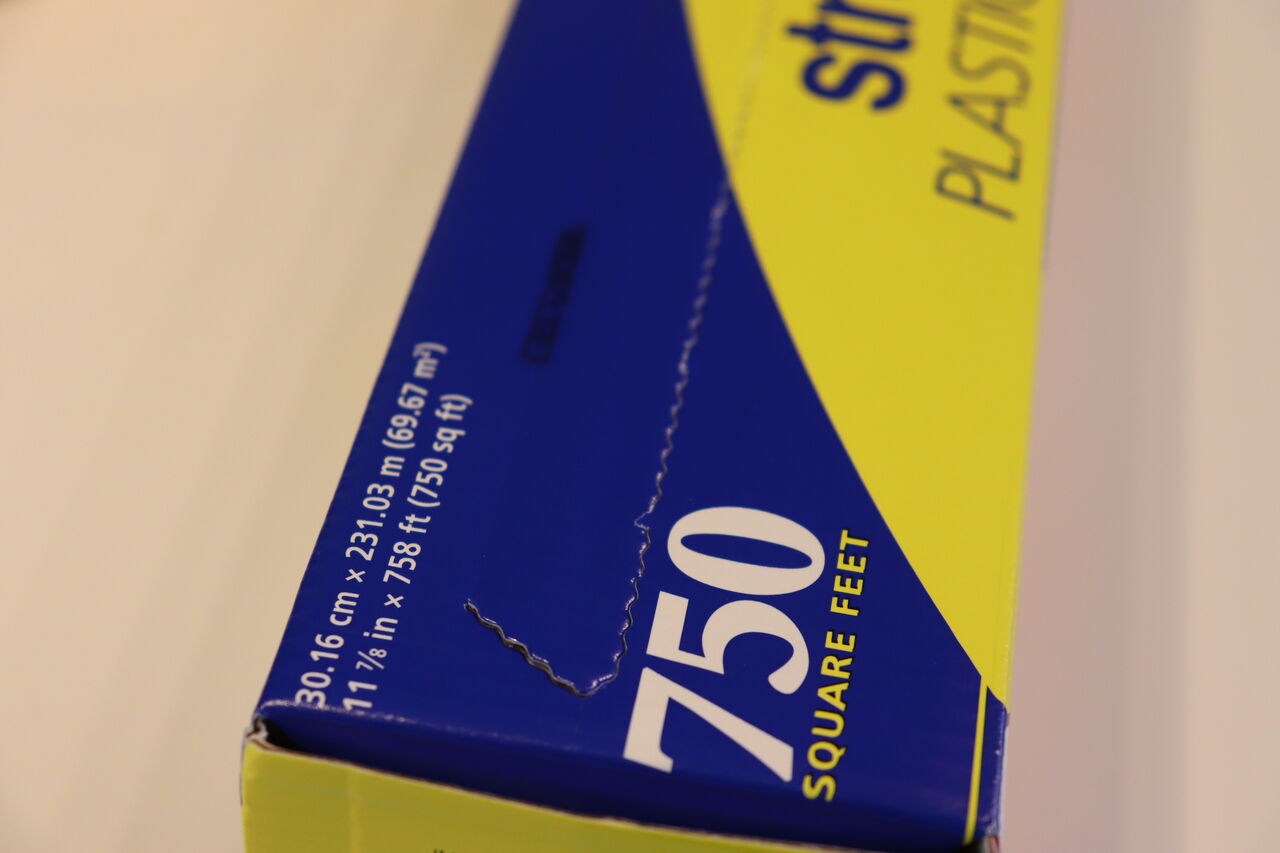 PLASTIC
30.16 cm × 231.03 m (69.67 m²)
11 ⅞ in × 758 ft (750 sq ft)
750
SQUARE FEET